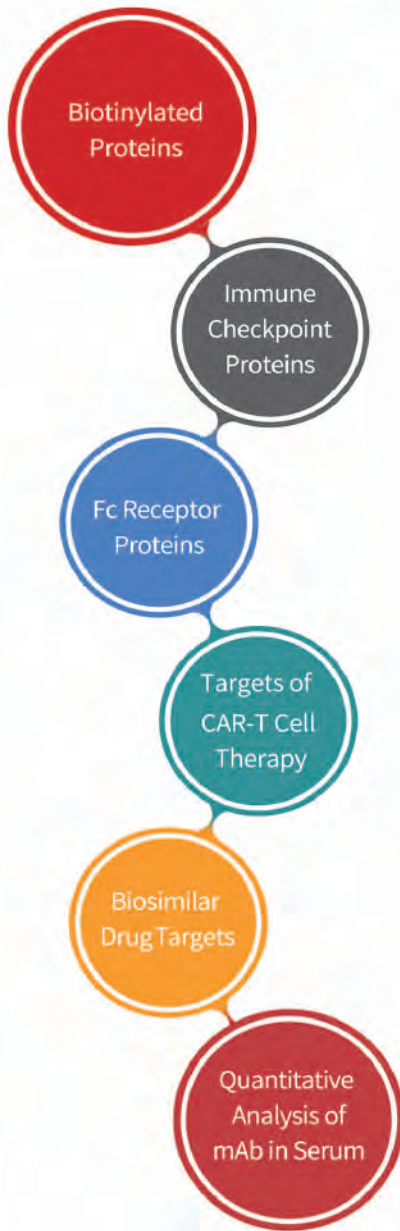 Biotinylated
Proteins
Immune
Checkpoint
Proteins
Fc Receptor
Proteins
Targets of
CAR-T Cell
Therapy
Biosimilar
Drug Targets
Quantitative
Analysis of
mAb in Serum